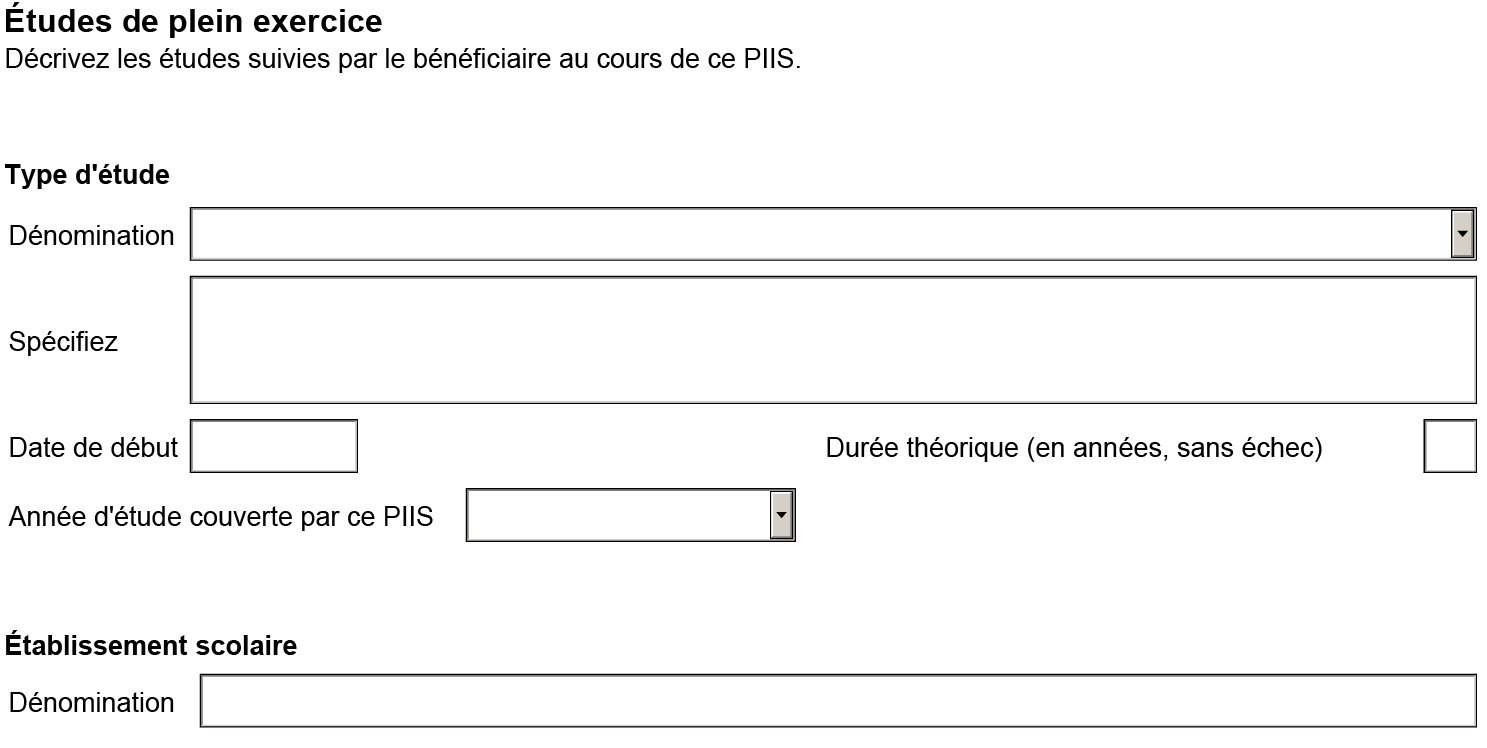 Études de plein exercice
Décrivez les études suivies par le bénéficiaire au cours de ce PIIS.
Type d'étude
Dénomination
Spécifiez
Date de début Durée théorique (en années, sans échec)
Année d'étude couverte par ce PIIS
Établissement scolaire
Dénomination